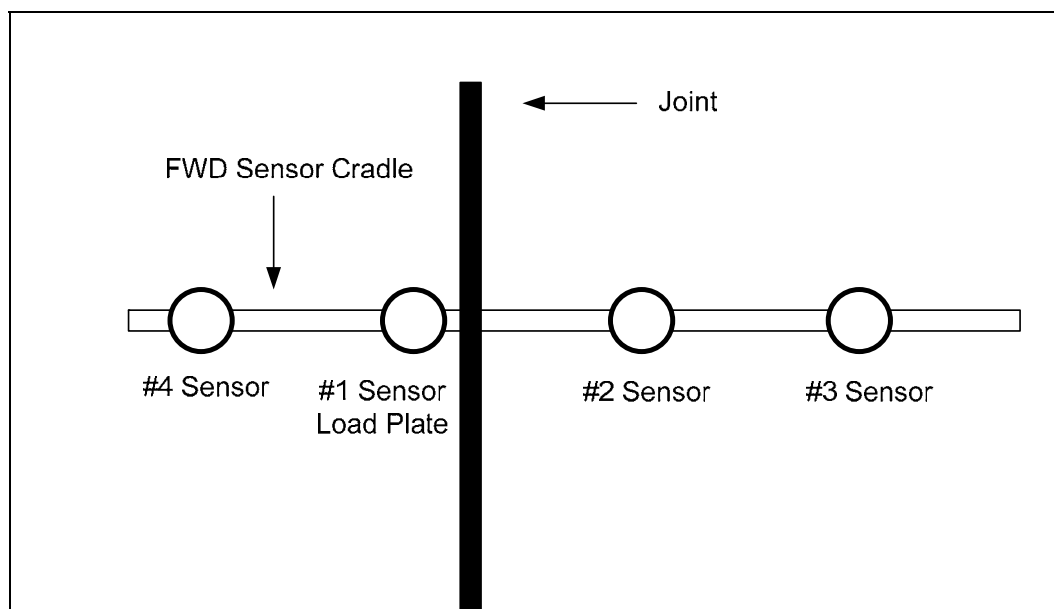 Joint
FWD Sensor Cradle
#4 Sensor
#1 Sensor
Load Plate
#2 Sensor
#3 Sensor